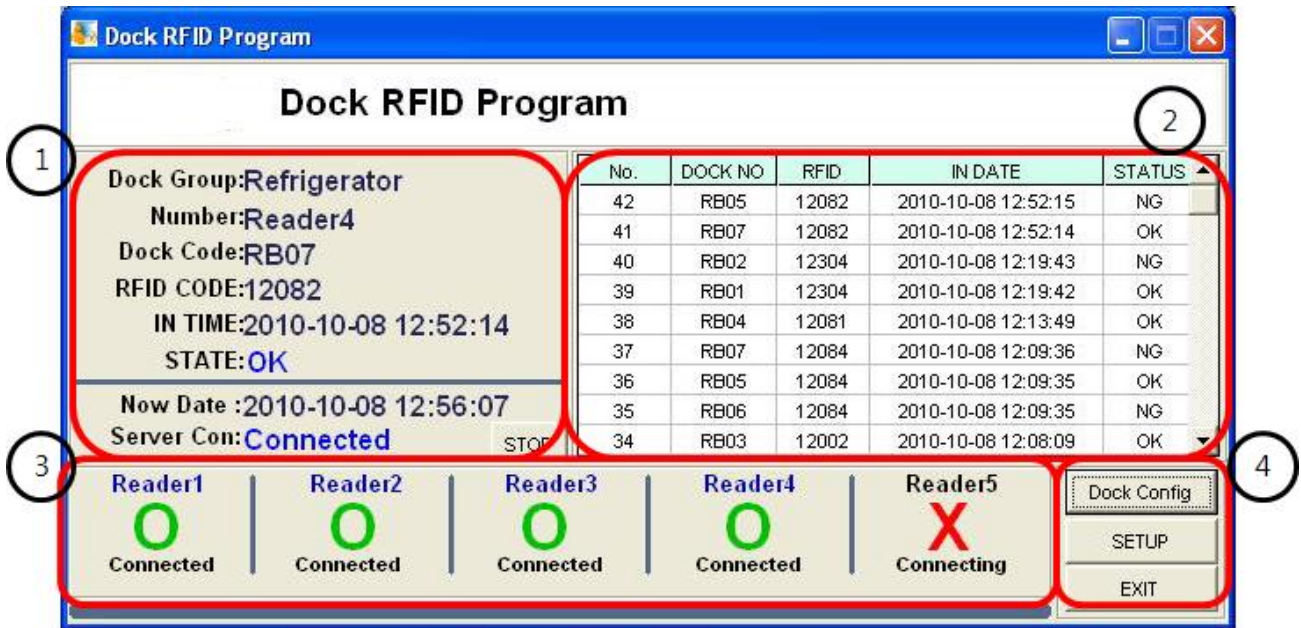 Dock RFID Program
Dock RFID Program
1
Dock Group:Refrigerator
Number:Reader4
Dock Code:RB07
RFID CODE:12082
IN TIME:2010-10-08 12:52:14
STATE:OK
Now Date :2010-10-08 12:56:07
Server Con:Connected
STOP
2
No. DOCK NO RFID IN DATE STATUS
42 RB05 12082 2010-10-08 12:52:15 NG
41 RB07 12082 2010-10-08 12:52:14 OK
40 RB02 12304 2010-10-08 12:19:43 NG
39 RB01 12304 2010-10-08 12:19:42 OK
38 RB04 12081 2010-10-08 12:13:49 OK
37 RB07 12084 2010-10-08 12:09:36 NG
36 RB05 12084 2010-10-08 12:09:35 OK
35 RB06 12084 2010-10-08 12:09:35 NG
34 RB03 12002 2010-10-08 12:08:09 OK
3
Reader1 Reader2 Reader3 Reader4 Reader5
O O O O X
Connected Connected Connected Connected Connecting
4
Dock Config
SETUP
EXIT